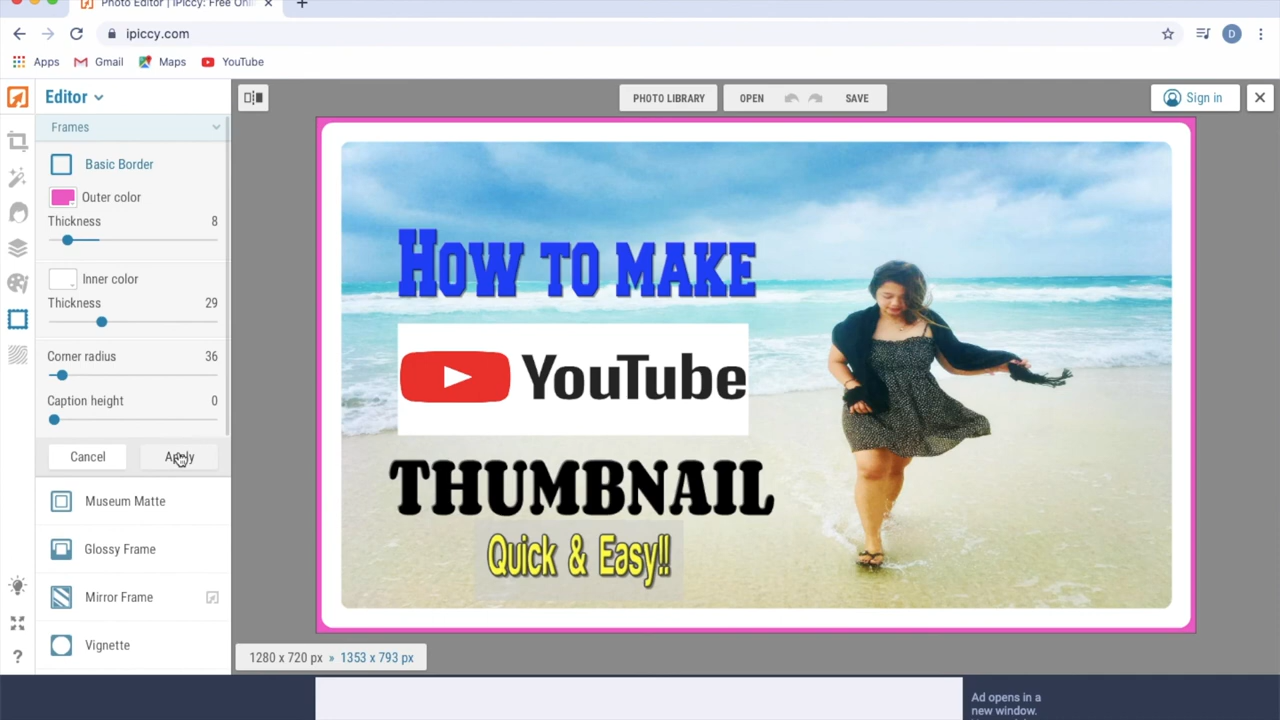 Photo Editor | iPiccy: Free Onli
ipiccy.com
D
Apps Gmail Maps YouTube
Editor
PHOTO LIBRARY OPEN SAVE Sign in
Frames
Basic Border
Outer color
Thickness 8
Inner color
Thickness 29
Corner radius 36
Caption height 0
Cancel Apply
Museum Matte
Glossy Frame
Mirror Frame
Vignette
?
HOW TO MAKE
YouTube
THUMBNAIL
Quick & Easy!!
1280 x 720 px » 1353 x 793 px
Ad opens in a
new window.